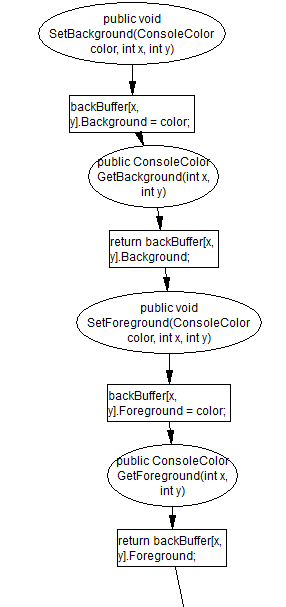 public void
SetBackground(ConsoleColor
color, int x, int y)
backBuffer[x,
y].Background = color;
public ConsoleColor
GetBackground(int x,
int y)
return backBuffer[x,
y].Background;
public void
SetForeground(ConsoleColor
color, int x, int y)
backBuffer[x,
y].Foreground = color;
public ConsoleColor
GetForeground(int x,
int y)
return backBuffer[x,
y].Foreground;